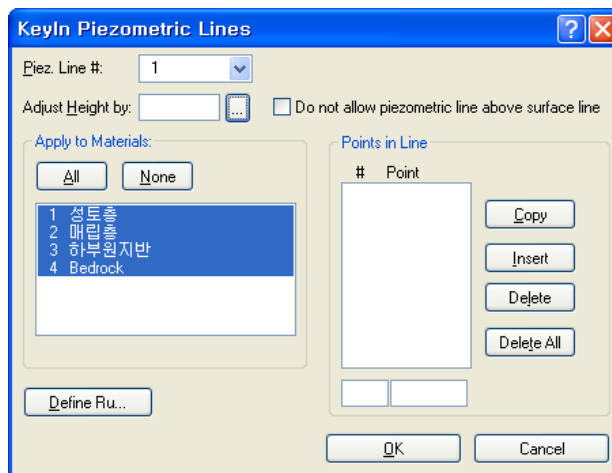 KeyIn Piezometric Lines
Piez. Line #: 1
Adjust Height by: ... Do not allow piezometric line above surface line
Apply to Materials:
All None
1 성토층
2 매립층
3 하부원지반
4 Bedrock
Define Ru...
Points in Line
# Point
Copy
Insert
Delete
Delete All
OK Cancel